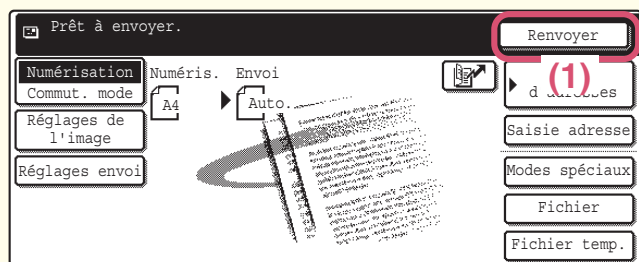 Prêt à envoyer.
Renvoyer
(1)
Numérisation
Commut. mode
Réglages de
l'image
Réglages envoi
Numéris.
A4
Envoi
Auto.
d'adresses
Saisie adresse
Modes spéciaux
Fichier
Fichier temp.